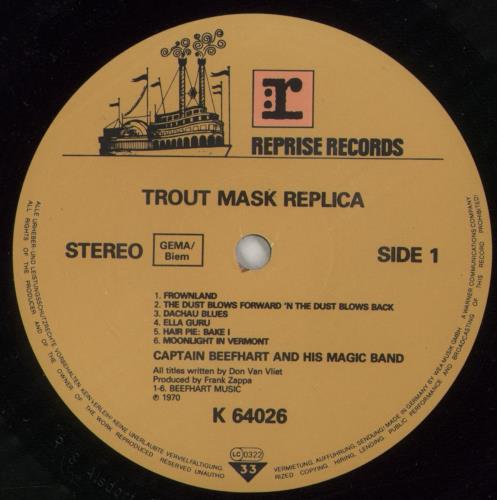 r
REPRISE RECORDS
TROUT MASK REPLICA
STEREO
GEMA/
Biem
SIDE 1
1. FROWNLAND
2. THE DUST BLOWS FORWARD 'N THE DUST BLOWS BACK
3. DACHAU BLUES
4. ELLA GURU
5. HAIR PIE: BAKE I
6. MOONLIGHT IN VERMONT
CAPTAIN BEEFHART AND HIS MAGIC BAND
All titles written by Don Van Vliet
Produced by Frank Zappa
1-6. BEEFHART MUSIC
℗ 1970
K 64026
LC 0322
33
ALLE URHEBER UND LEISTUNGSSCHUTZRECHTE VORBEHALTEN. KEIN VERLEIH! KEINE UNERLAUBTE VERVIELFÄLTIGUNG, VERMIETUNG, AUFFÜHRUNG, SENDUNG! MADE IN GERMANY BY WEA MUSIK GMBH A WARNER COMMUNICATIONS COMPANY
ALL RIGHTS OF THE PRODUCER AND OF THE OWNER OF THE WORK REPRODUCED RESERVED UNAUTHO RIZED COPYING, HIRING, LENDING, PUBLIC PERFORMANCE AND BROADCASTING OF THIS RECORD PROHIBITED!